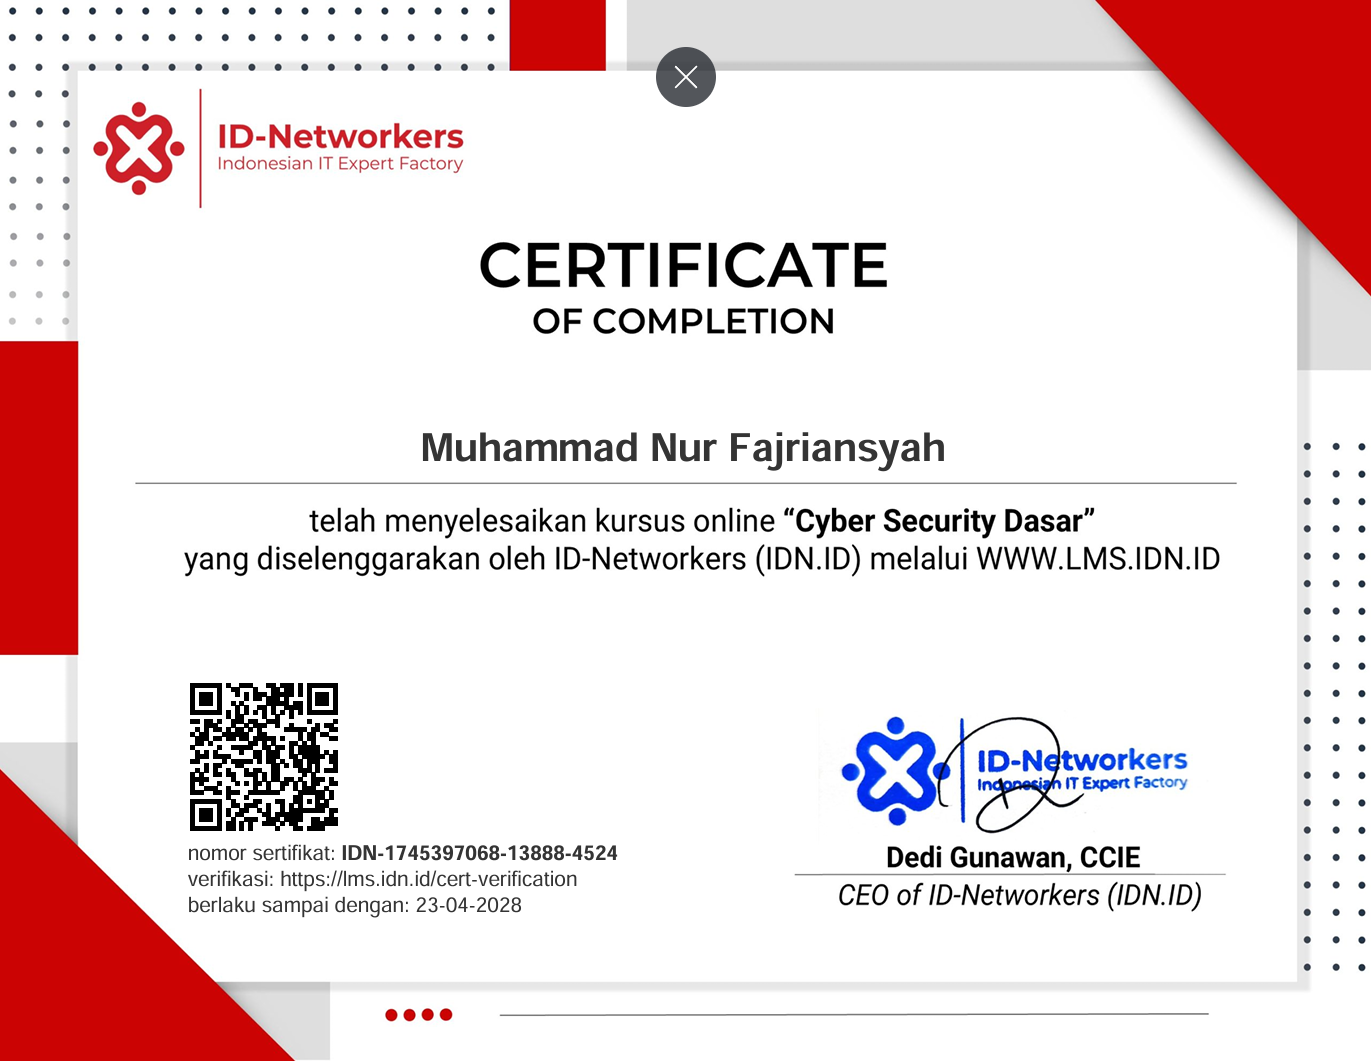 ID-Networkers
Indonesian IT Expert Factory
CERTIFICATE
OF COMPLETION
Muhammad Nur Fajriansyah
telah menyelesaikan kursus online “Cyber Security Dasar”
yang diselenggarakan oleh ID-Networkers (IDN.ID) melalui WWW.LMS.IDN.ID
ID-Networkers
Indonesian IT Expert Factory
nomor sertifikat: IDN-1745397068-13888-4524
verifikasi: https://lms.idn.id/cert-verification
berlaku sampai dengan: 23-04-2028
Dedi Gunawan, CCIE
CEO of ID-Networkers (IDN.ID)